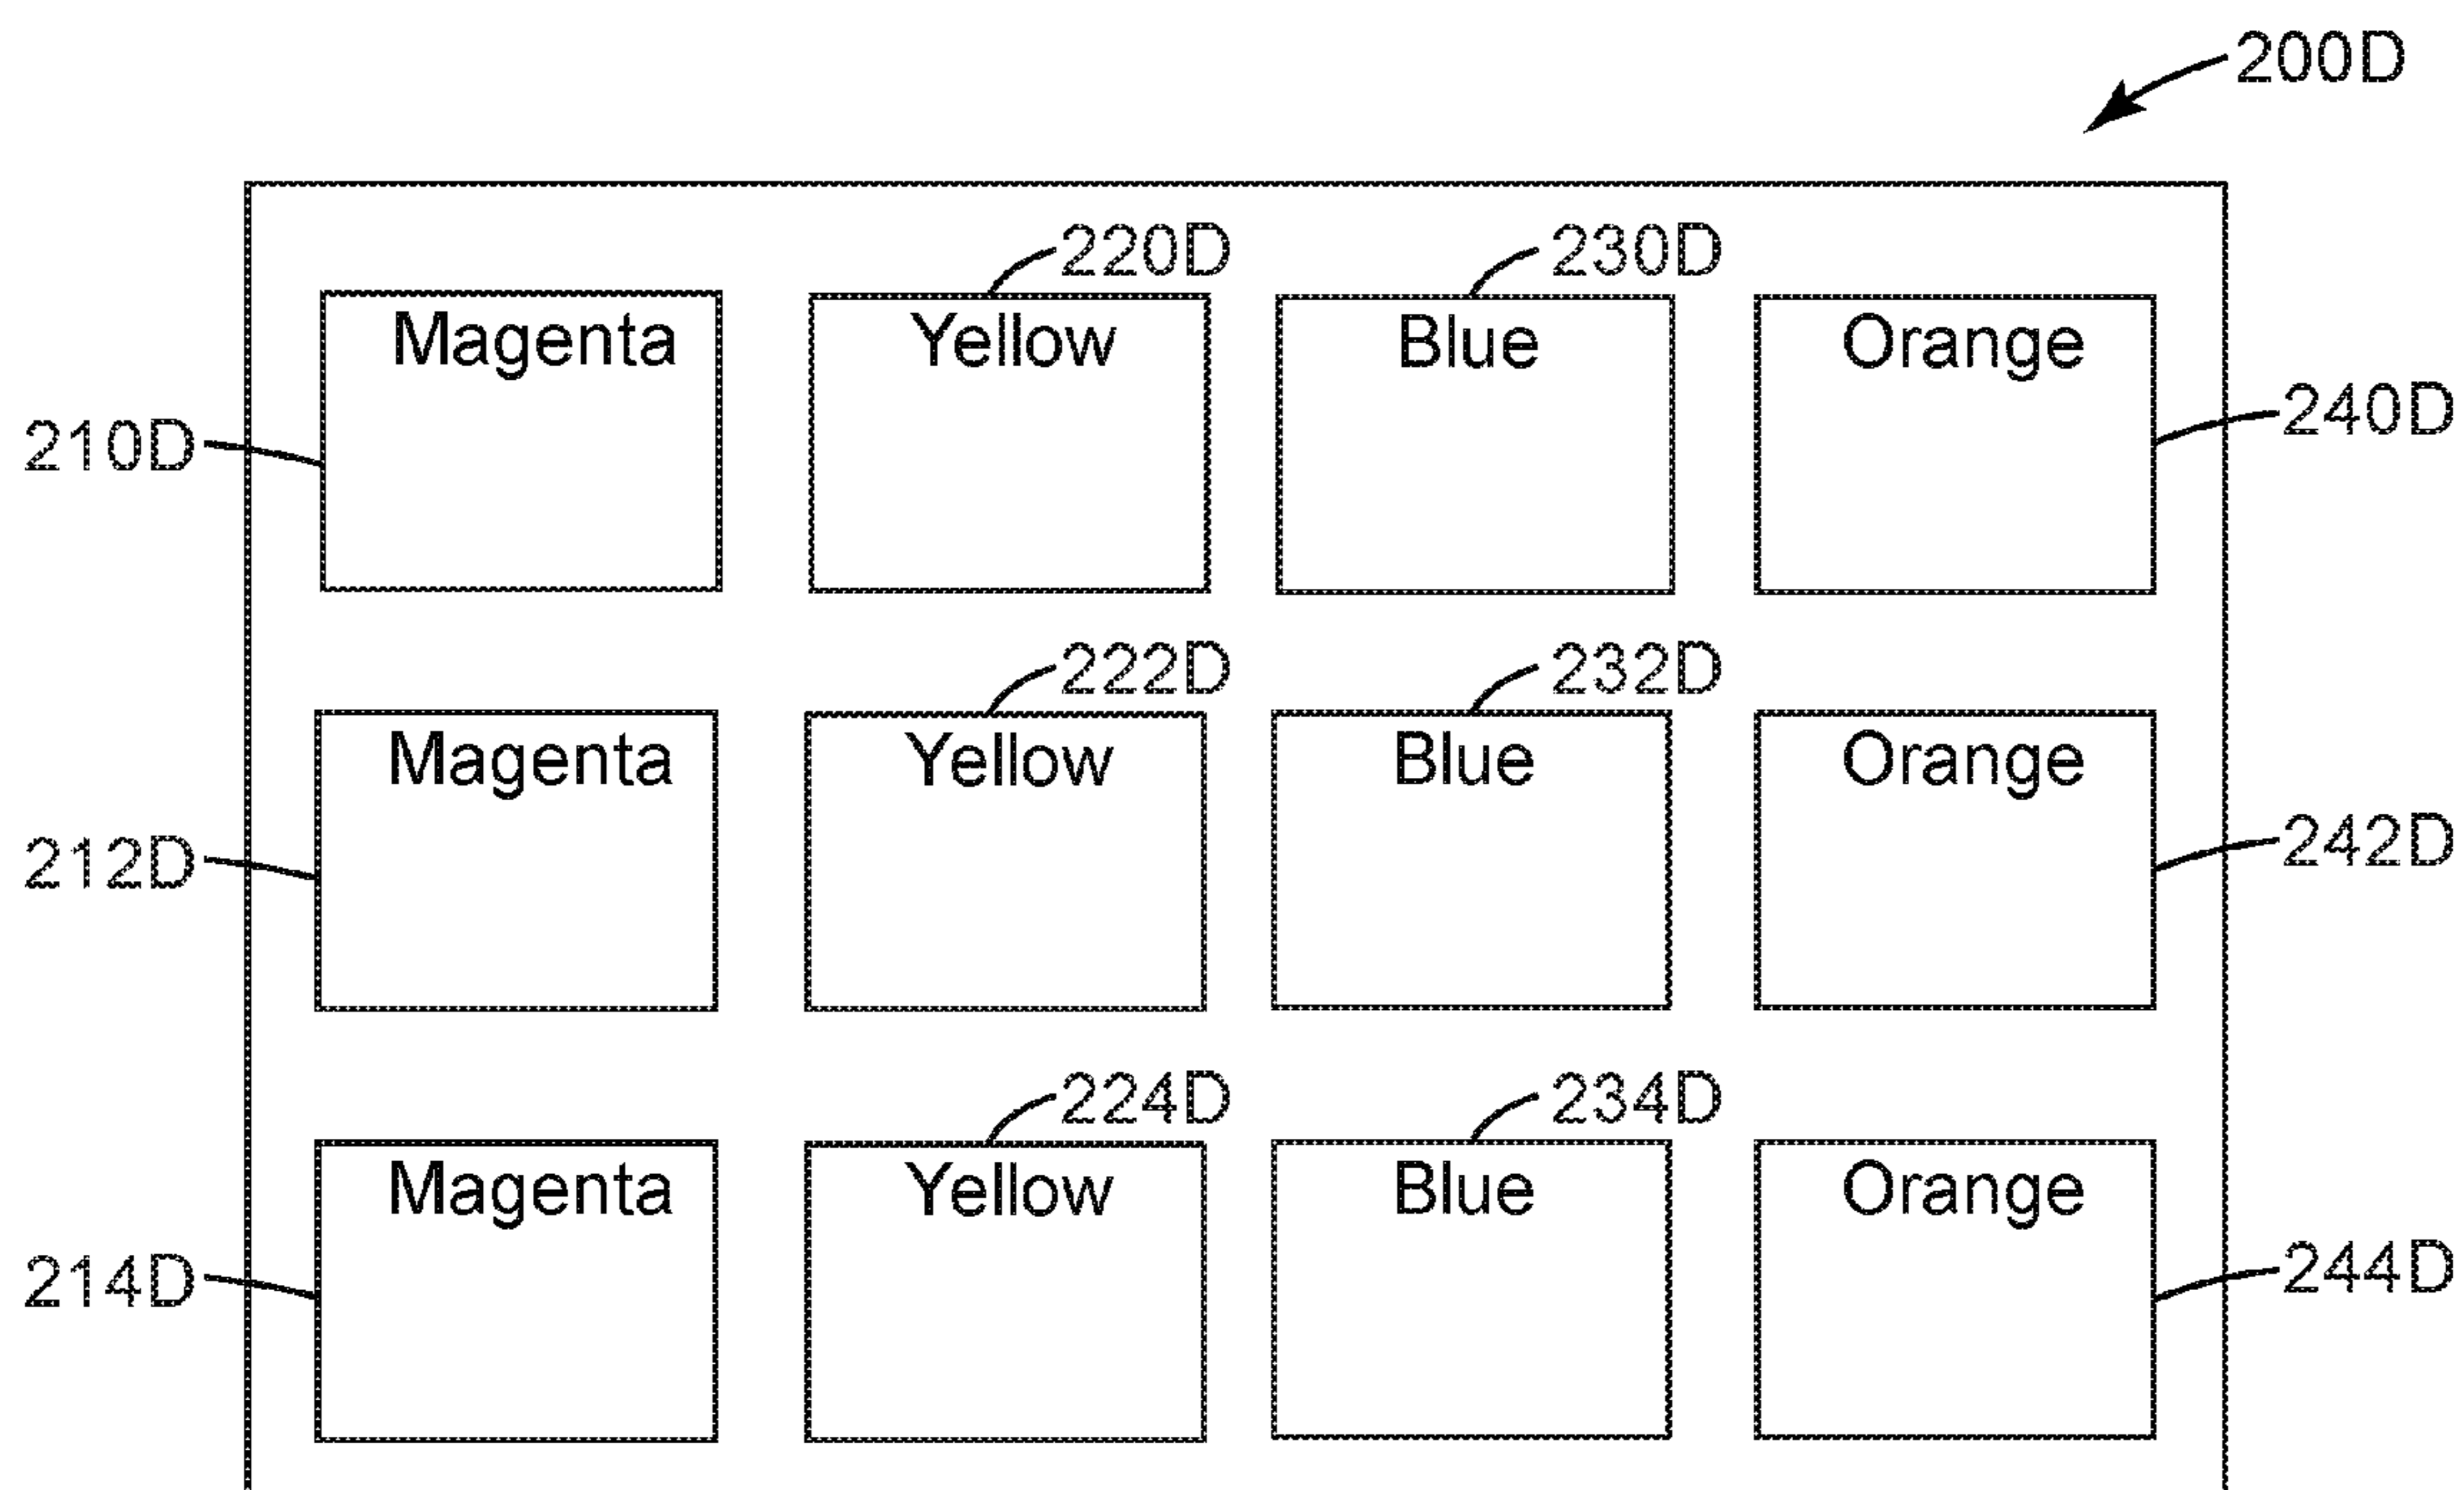 200D
220D 230D
Magenta Yellow Blue Orange
210D 240D
222D 232D
Magenta Yellow Blue Orange
212D 242D
224D 234D
Magenta Yellow Blue Orange
214D 244D